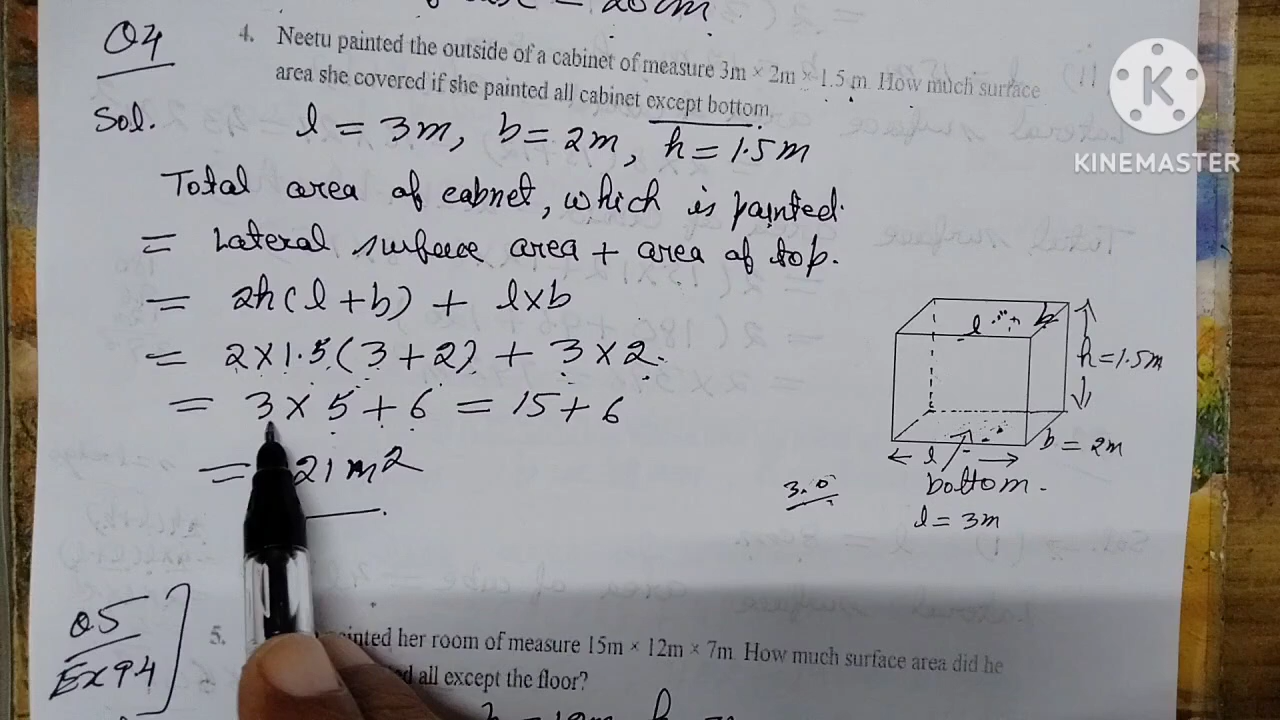 = 20 cm
Q4
4. Neetu painted the outside of a cabinet of measure 3m × 2m × 1.5 m. How much surface
area she covered if she painted all cabinet except bottom.
K
KINEMASTER
Sol. l = 3m, b = 2m, h = 1.5m
Total area of cabnet, which is painted.
= Lateral surface area + area of top.
= 2h(l+b) + l×b
= 2×1.5(3+2) + 3×2.
= 3×5+6 = 15+6
= 21m2
l b
h=1.5m
b = 2m
l
bottom.
l = 3m
3.0
Q5
Ex 9.4
5. painted her room of measure 15m × 12m × 7m. How much surface area did he
all except the floor?